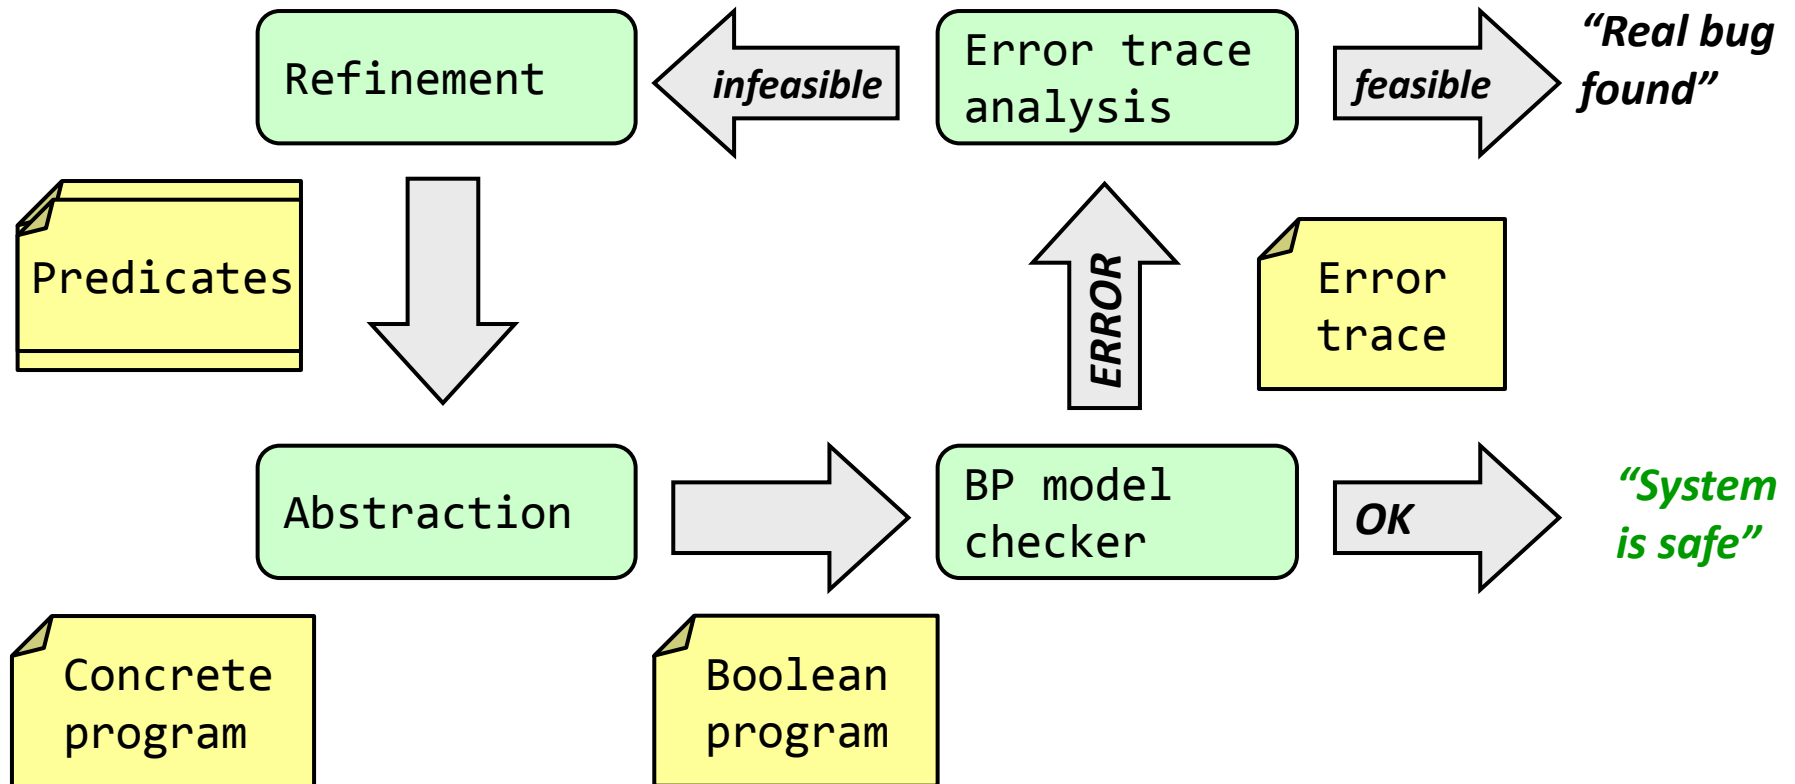 Refinement
infeasible
Error trace
analysis
feasible
“Real bug
found”
Predicates
ERROR
Error
trace
Abstraction
BP model
checker
OK
“System
is safe”
Concrete
program
Boolean
program